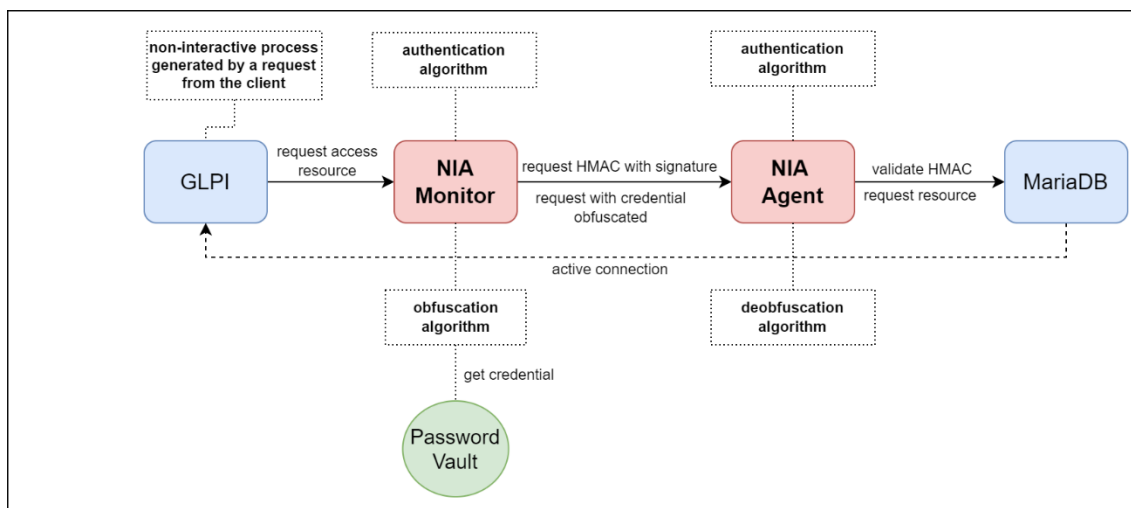 non-interactive process
generated by a request
from the client
authentication
algorithm
authentication
algorithm
GLPI
request access
resource
NIA
Monitor
request HMAC with signature
request with credential
obfuscated
NIA
Agent
validate HMAC
request resource
MariaDB
active connection
obfuscation
algorithm
deobfuscation
algorithm
get credential
Password
Vault